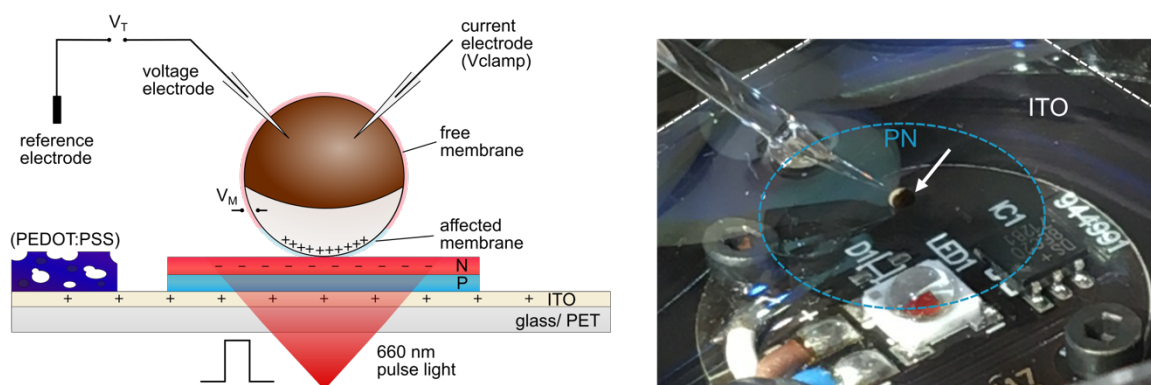 V_T
current
electrode
(Vclamp)
voltage
electrode
reference
electrode
free
membrane
V_M
affected
membrane
(PEDOT:PSS)
+++++++++
− − − − − − − − −
N
P
+ + + + + + + + +
ITO
glass/ PET
660 nm
pulse light
ITO
PN
IC1
944991
D1
LED1